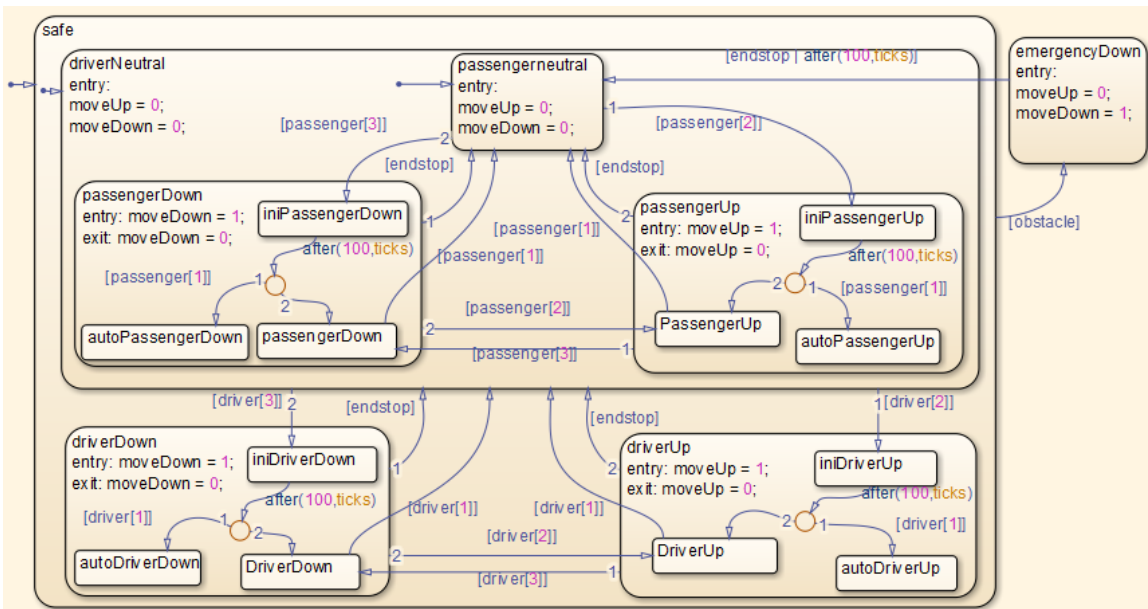 safe
driverNeutral
entry:
moveUp = 0;
moveDown = 0;
passengerneutral
entry:
moveUp = 0;
moveDown = 0;
[endstop | after(100,ticks)]
emergencyDown
entry:
moveUp = 0;
moveDown = 1;
[passenger[3]]
2
[endstop]
1
[passenger[2]]
[endstop]
[obstacle]
passengerDown
entry: moveDown = 1;
exit: moveDown = 0;
iniPassengerDown
after(100,ticks)
[passenger[1]]
1
2
autoPassengerDown
passengerDown
1
[passenger[1]]
[passenger[1]]
2
[passenger[2]]
[passenger[3]]
1
passengerUp
entry: moveUp = 1;
exit: moveUp = 0;
2
iniPassengerUp
after(100,ticks)
2
1
[passenger[1]]
PassengerUp
autoPassengerUp
[driver[3]]
2
[endstop]
[endstop]
1
[driver[2]]
driverDown
entry: moveDown = 1;
exit: moveDown = 0;
iniDriverDown
after(100,ticks)
[driver[1]]
1
2
autoDriverDown
DriverDown
1
[driver[1]]
[driver[1]]
2
[driver[2]]
[driver[3]]
1
driverUp
entry: moveUp = 1;
exit: moveUp = 0;
2
iniDriverUp
after(100,ticks)
2
1
[driver[1]]
DriverUp
autoDriverUp